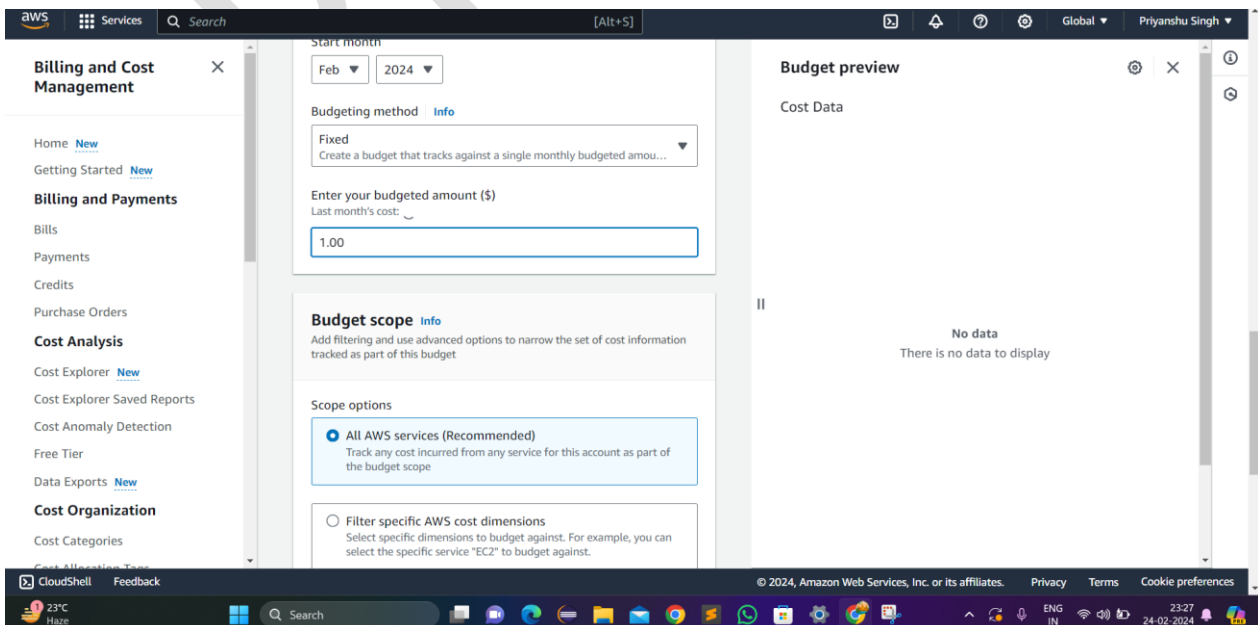 aws Services Search [Alt+S] Global ▼ Priyanshu Singh ▼
Billing and Cost
Management
Home New
Getting Started New
Billing and Payments
Bills
Payments
Credits
Purchase Orders
Cost Analysis
Cost Explorer New
Cost Explorer Saved Reports
Cost Anomaly Detection
Free Tier
Data Exports New
Cost Organization
Cost Categories
Cost Allocation Tags
Start month
Feb ▼ 2024 ▼
Budgeting method Info
Fixed
Create a budget that tracks against a single monthly budgeted amou...
Enter your budgeted amount ($)
Last month's cost:
1.00
Budget scope Info
Add filtering and use advanced options to narrow the set of cost information
tracked as part of this budget
Scope options
All AWS services (Recommended)
Track any cost incurred from any service for this account as part of
the budget scope
Filter specific AWS cost dimensions
Select specific dimensions to budget against. For example, you can
select the specific service "EC2" to budget against.
Budget preview
Cost Data
No data
There is no data to display
CloudShell Feedback © 2024, Amazon Web Services, Inc. or its affiliates. Privacy Terms Cookie preferences
1 23°C
Haze
Search
ENG
IN
23:27
24-02-2024